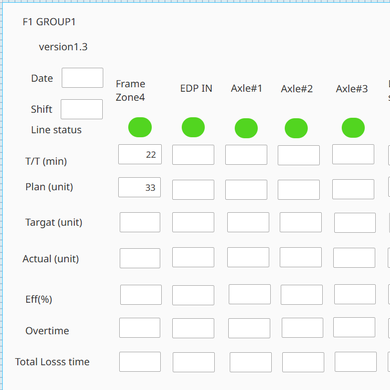 F1 GROUP1
version1.3
Date
Shift
Line status
Frame
Zone4
EDP IN
Axle#1
Axle#2
Axle#3
T/T (min)
22
Plan (unit)
33
Targat (unit)
Actual (unit)
Eff(%)
Overtime
Total Losss time